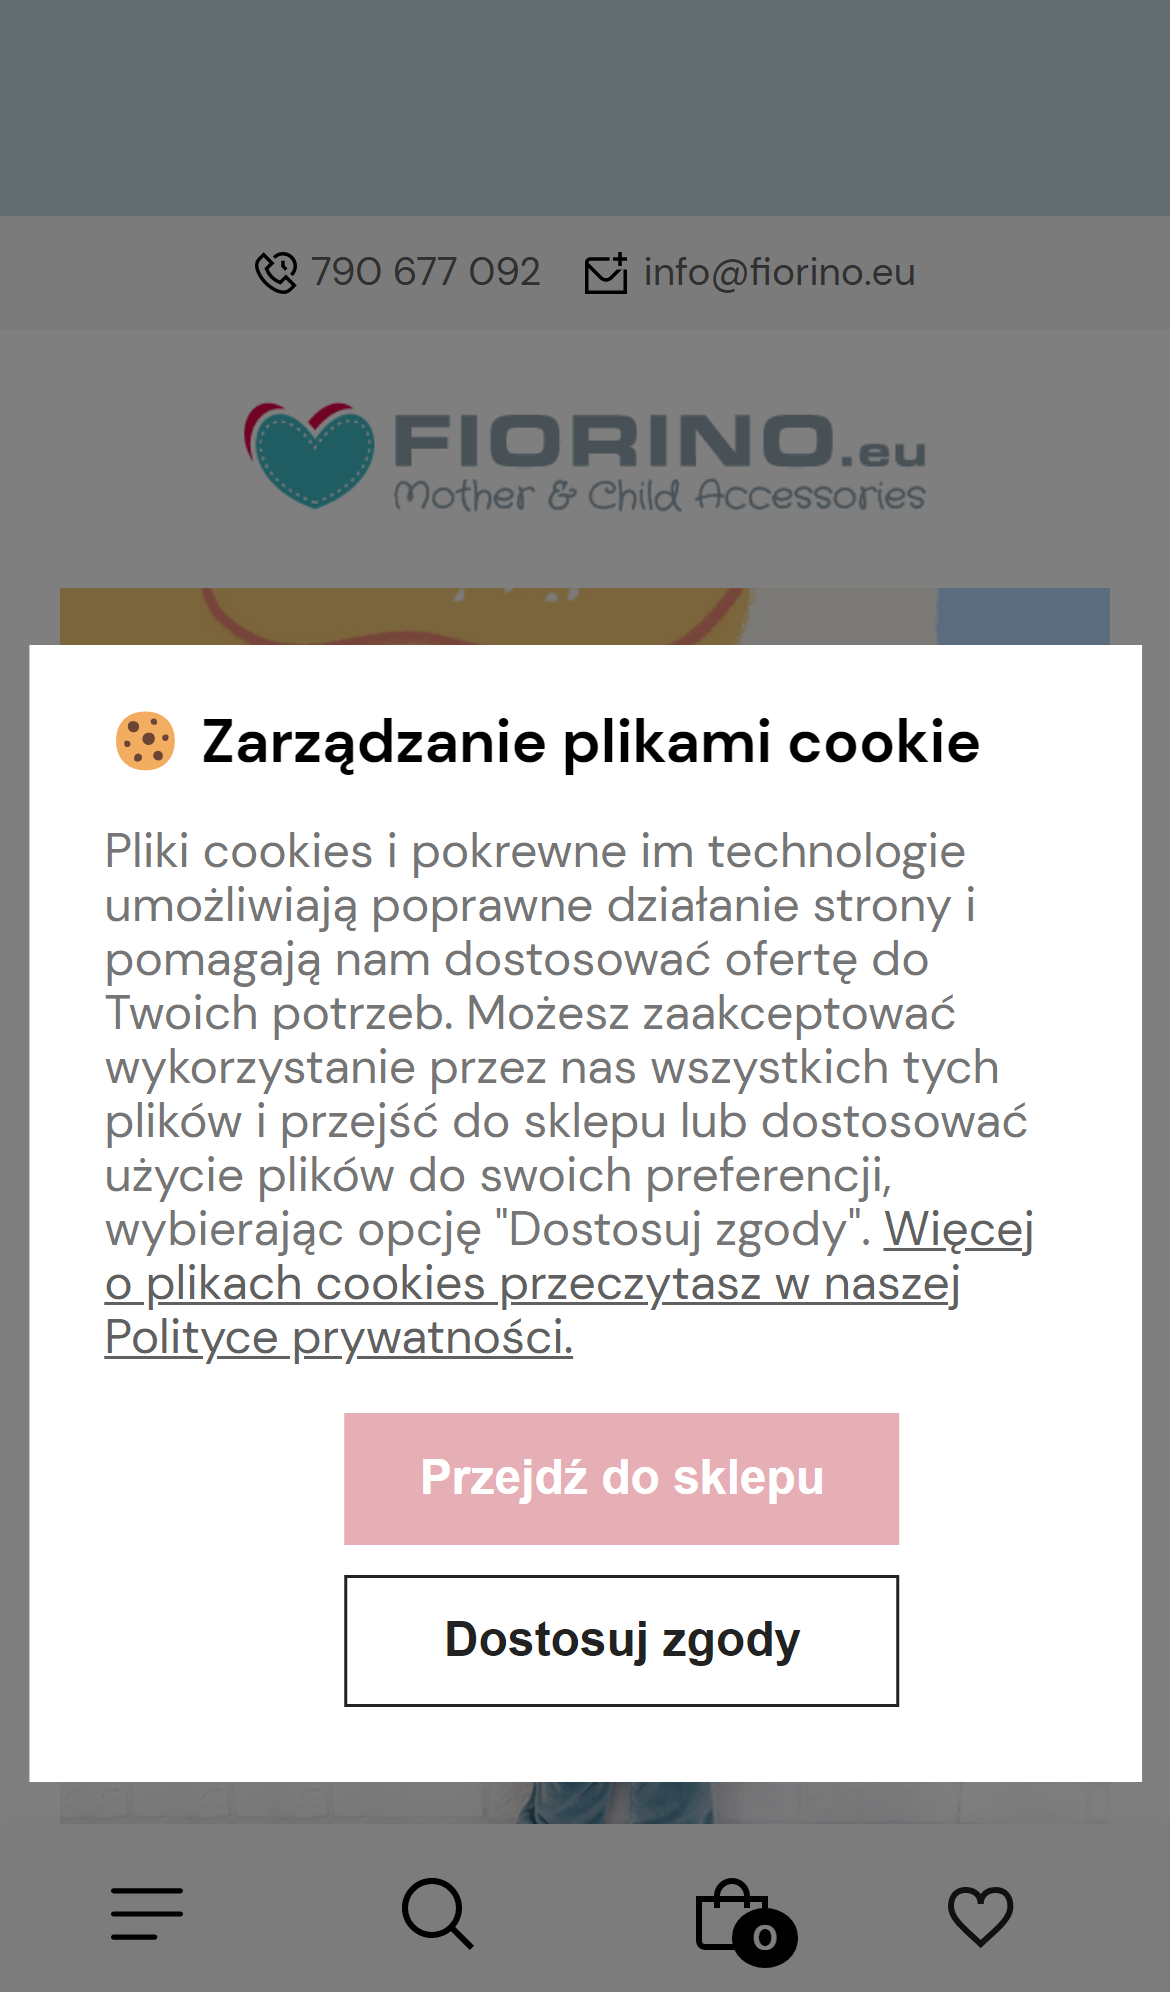 790 677 092 info@fiorino.eu
FIORINO.eu
Mother & Child Accessories
Zarządzanie plikami cookie
Pliki cookies i pokrewne im technologie
umożliwiają poprawne działanie strony i
pomagają nam dostosować ofertę do
Twoich potrzeb. Możesz zaakceptować
wykorzystanie przez nas wszystkich tych
plików i przejść do sklepu lub dostosować
użycie plików do swoich preferencji,
wybierając opcję "Dostosuj zgody". Więcej
o plikach cookies przeczytasz w naszej
Polityce prywatności.
Przejdź do sklepu
Dostosuj zgody
0